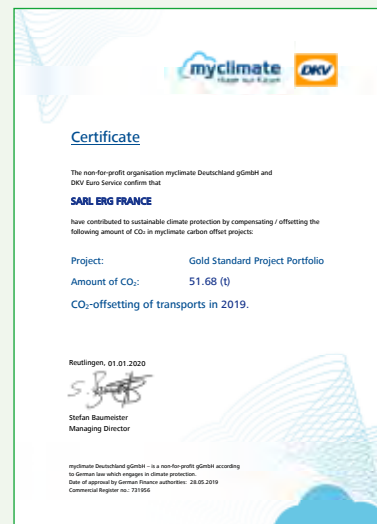 myclimate
DKV
Certificate
The non-for-profit organisation myclimate Deutschland gGmbH and
DKV Euro Service confirm that
SARL ERG FRANCE
have contributed to sustainable climate protection by compensating / offsetting the
following amount of CO₂ in myclimate carbon offset projects:
Project: Gold Standard Project Portfolio
Amount of CO₂: 51.68 (t)
CO₂-offsetting of transports in 2019.
Reutlingen, 01.01.2020
Stefan Baumeister
Managing Director
myclimate Deutschland gGmbH – is a non-for-profit gGmbH according
to German law which engages in climate protection.
Date of approval by German Finance authorities: 28.05.2019
Commercial Register no.: 731956